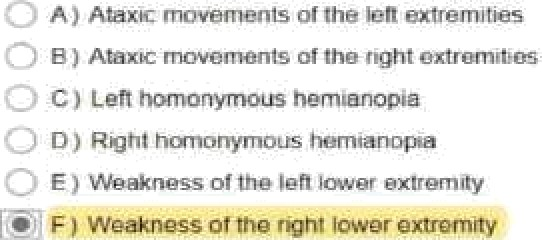 A) Ataxic movements of the left extremities
B) Ataxic movements of the right extremities
C) Left homonymous hemianopia
D) Right homonymous hemianopia
E) Weakness of the left lower extremity
F) Weakness of the right lower extremity